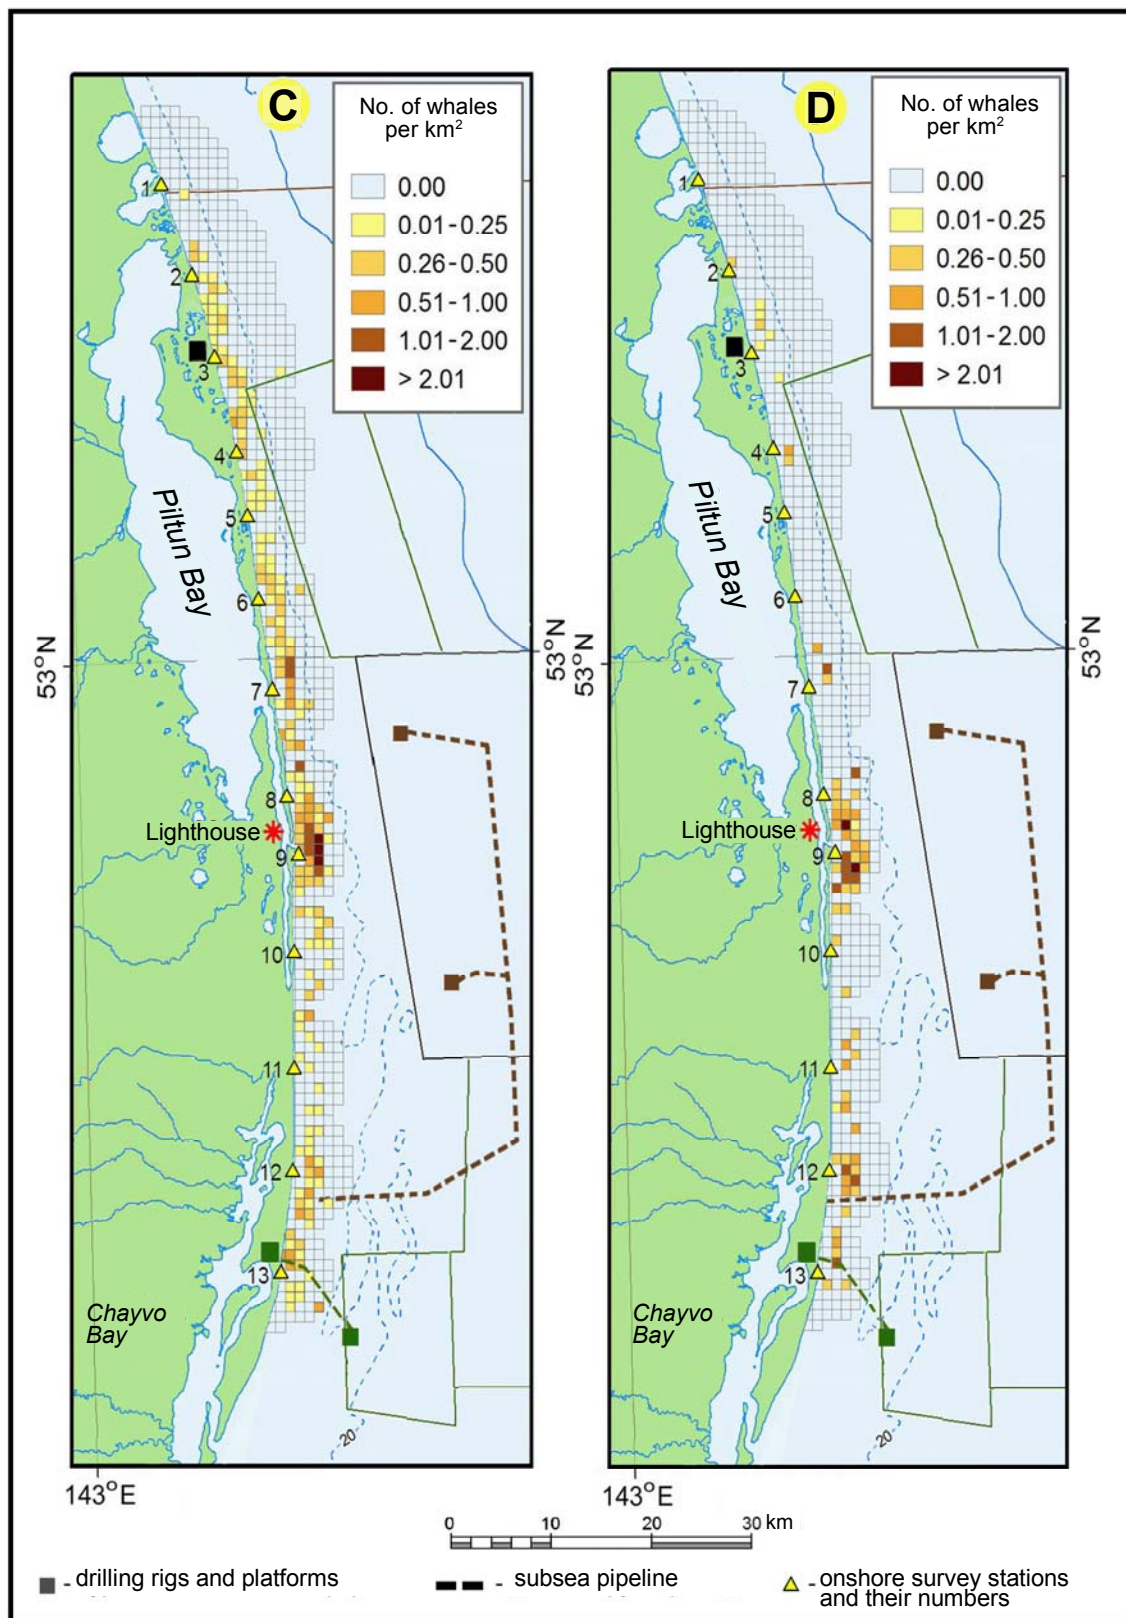 C
No. of whales
per km²
0.00
0.01-0.25
0.26-0.50
0.51-1.00
1.01-2.00
> 2.01
1
2
3
4
5
6
7
8
9
10
11
12
13
Piltun Bay
Lighthouse
Chayvo
Bay
20
53°N
53°N
143°E
D
No. of whales
per km²
0.00
0.01-0.25
0.26-0.50
0.51-1.00
1.01-2.00
> 2.01
1
2
3
4
5
6
7
8
9
10
11
12
13
Piltun Bay
Lighthouse
Chayvo
Bay
20
53°N
53°N
143°E
0 10 20 30 km
- drilling rigs and platforms
- subsea pipeline
- onshore survey stations
and their numbers